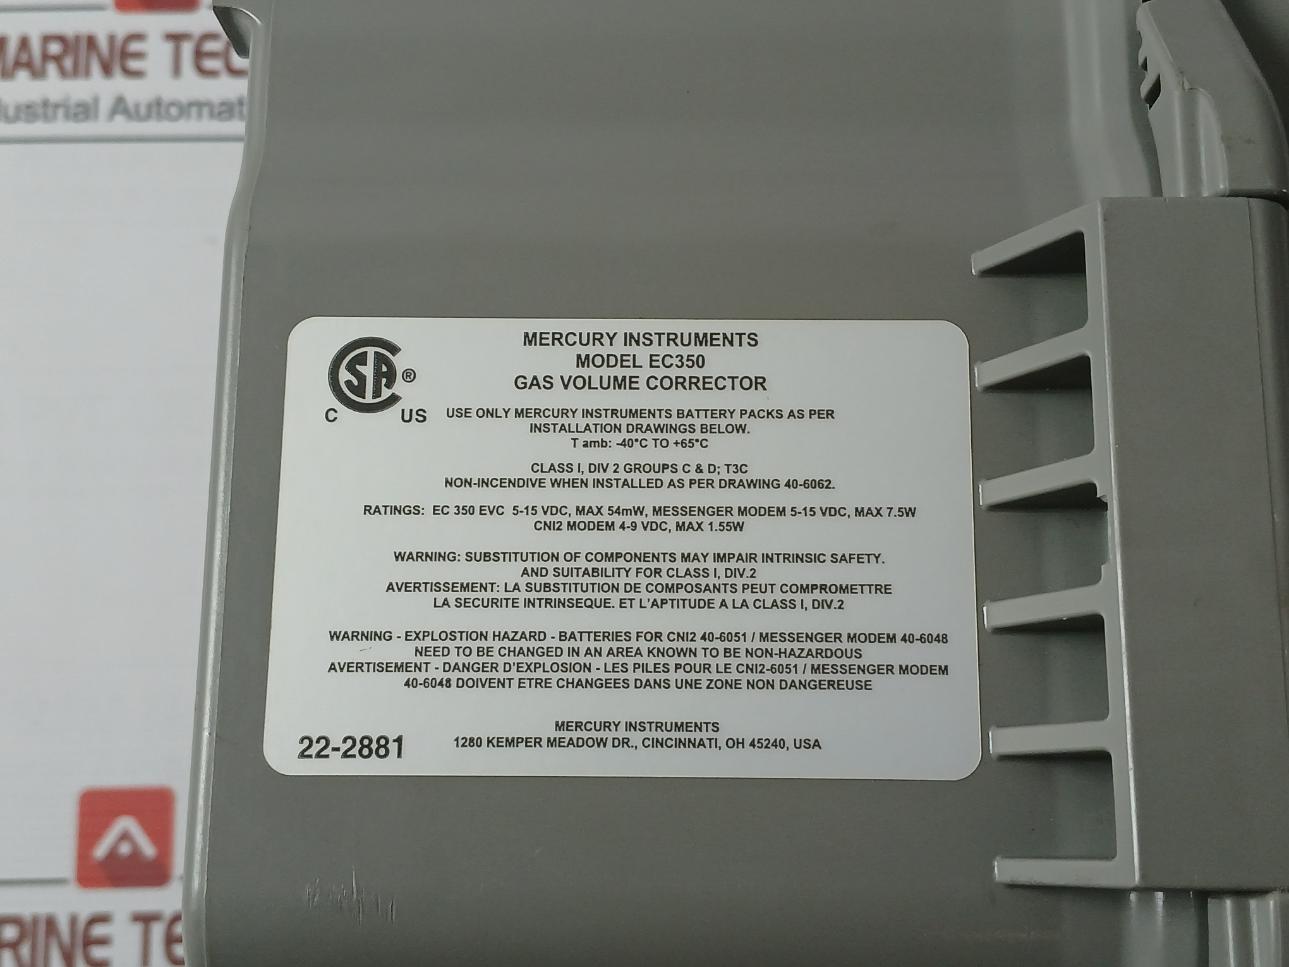 MARINE TEC
dustrial Automat
CSA ®
C US
MERCURY INSTRUMENTS
MODEL EC350
GAS VOLUME CORRECTOR
USE ONLY MERCURY INSTRUMENTS BATTERY PACKS AS PER
INSTALLATION DRAWINGS BELOW.
T amb: -40°C TO +65°C
CLASS I, DIV 2 GROUPS C & D; T3C
NON-INCENDIVE WHEN INSTALLED AS PER DRAWING 40-6062.
RATINGS: EC 350 EVC 5-15 VDC, MAX 54mW, MESSENGER MODEM 5-15 VDC, MAX 7.5W
CNI2 MODEM 4-9 VDC, MAX 1.55W
WARNING: SUBSTITUTION OF COMPONENTS MAY IMPAIR INTRINSIC SAFETY.
AND SUITABILITY FOR CLASS I, DIV.2
AVERTISSEMENT: LA SUBSTITUTION DE COMPOSANTS PEUT COMPROMETTRE
LA SECURITE INTRINSEQUE. ET L'APTITUDE A LA CLASS I, DIV.2
WARNING - EXPLOSTION HAZARD - BATTERIES FOR CNI2 40-6051 / MESSENGER MODEM 40-6048
NEED TO BE CHANGED IN AN AREA KNOWN TO BE NON-HAZARDOUS
AVERTISEMENT - DANGER D'EXPLOSION - LES PILES POUR LE CNI2-6051 / MESSENGER MODEM
40-6048 DOIVENT ETRE CHANGEES DANS UNE ZONE NON DANGEREUSE
MERCURY INSTRUMENTS
1280 KEMPER MEADOW DR., CINCINNATI, OH 45240, USA
22-2881
RINE TE